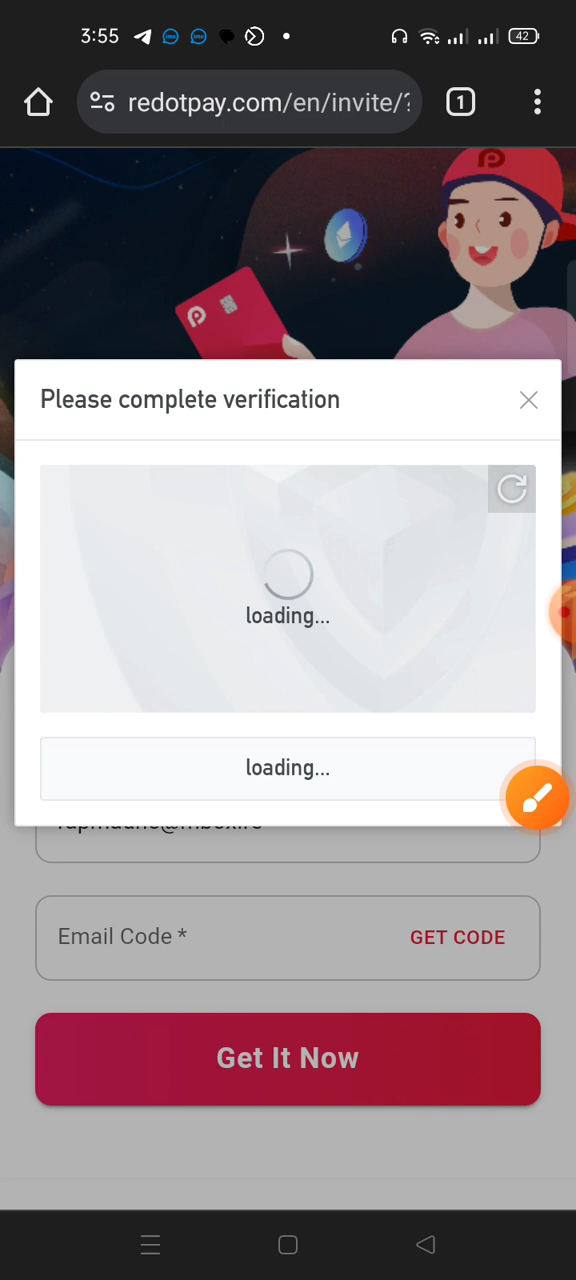 3:55
42
redotpay.com/en/invite/?
1
Please complete verification
loading...
loading...
Email Code *
GET CODE
Get It Now